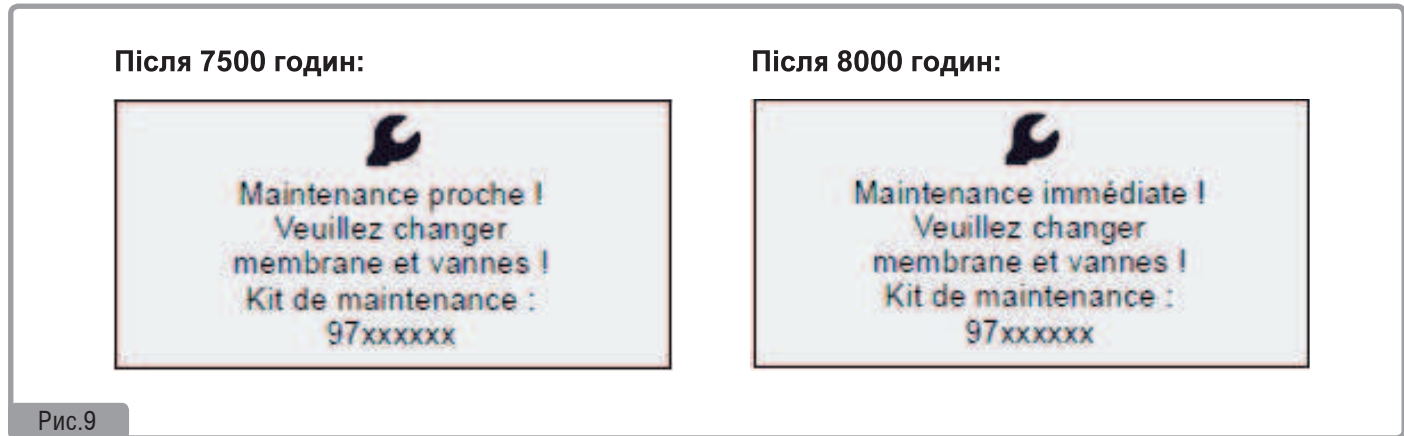 Після 7500 годин:
Maintenance proche !
Veuillez changer
membrane et vannes !
Kit de maintenance :
97xxxxxx
Після 8000 годин:
Maintenance immédiate !
Veuillez changer
membrane et vannes !
Kit de maintenance :
97xxxxxx
Рис.9